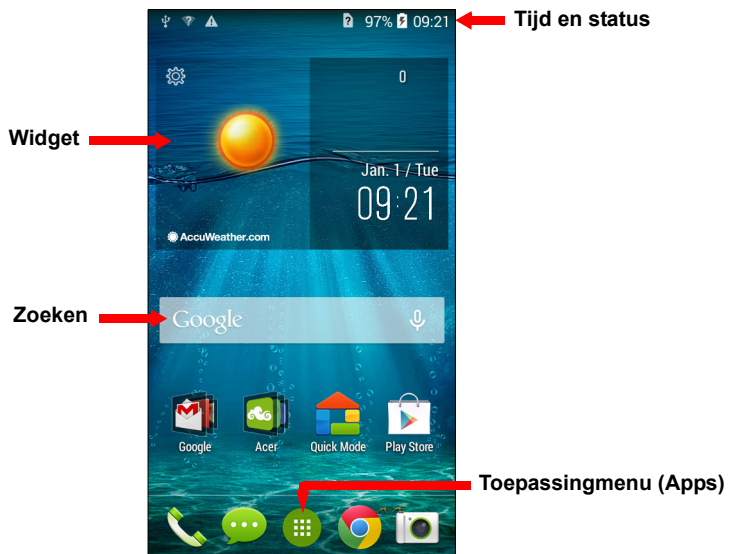 97% 09:21
Tijd en status
0
Widget
Jan. 1 / Tue
09:21
AccuWeather.com
Zoeken
Google
Google
Acer
Quick Mode
Play Store
Toepassingmenu (Apps)